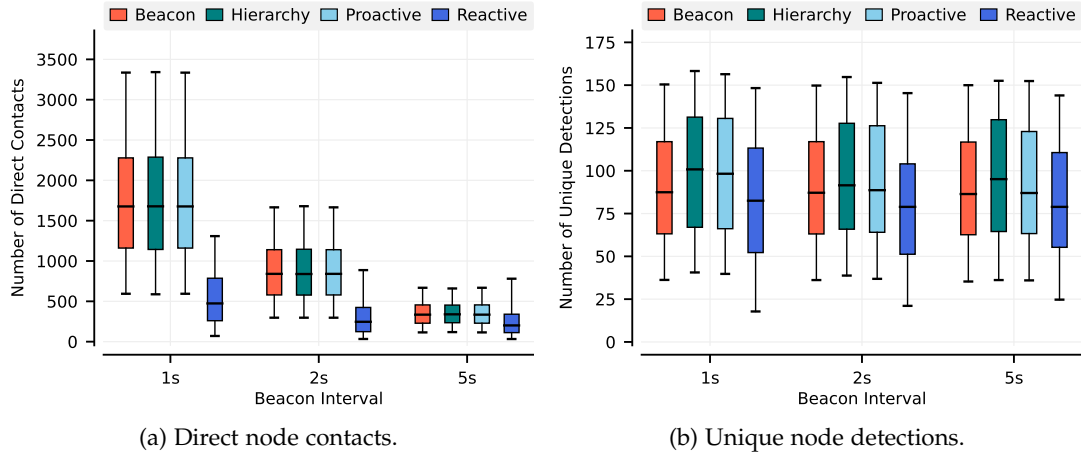 Beacon Hierarchy Proactive Reactive
3500
3000
2500
2000
1500
1000
500
0
Number of Direct Contacts
1s 2s 5s
Beacon Interval
(a) Direct node contacts.
Beacon Hierarchy Proactive Reactive
175
150
125
100
75
50
25
0
Number of Unique Detections
1s 2s 5s
Beacon Interval
(b) Unique node detections.